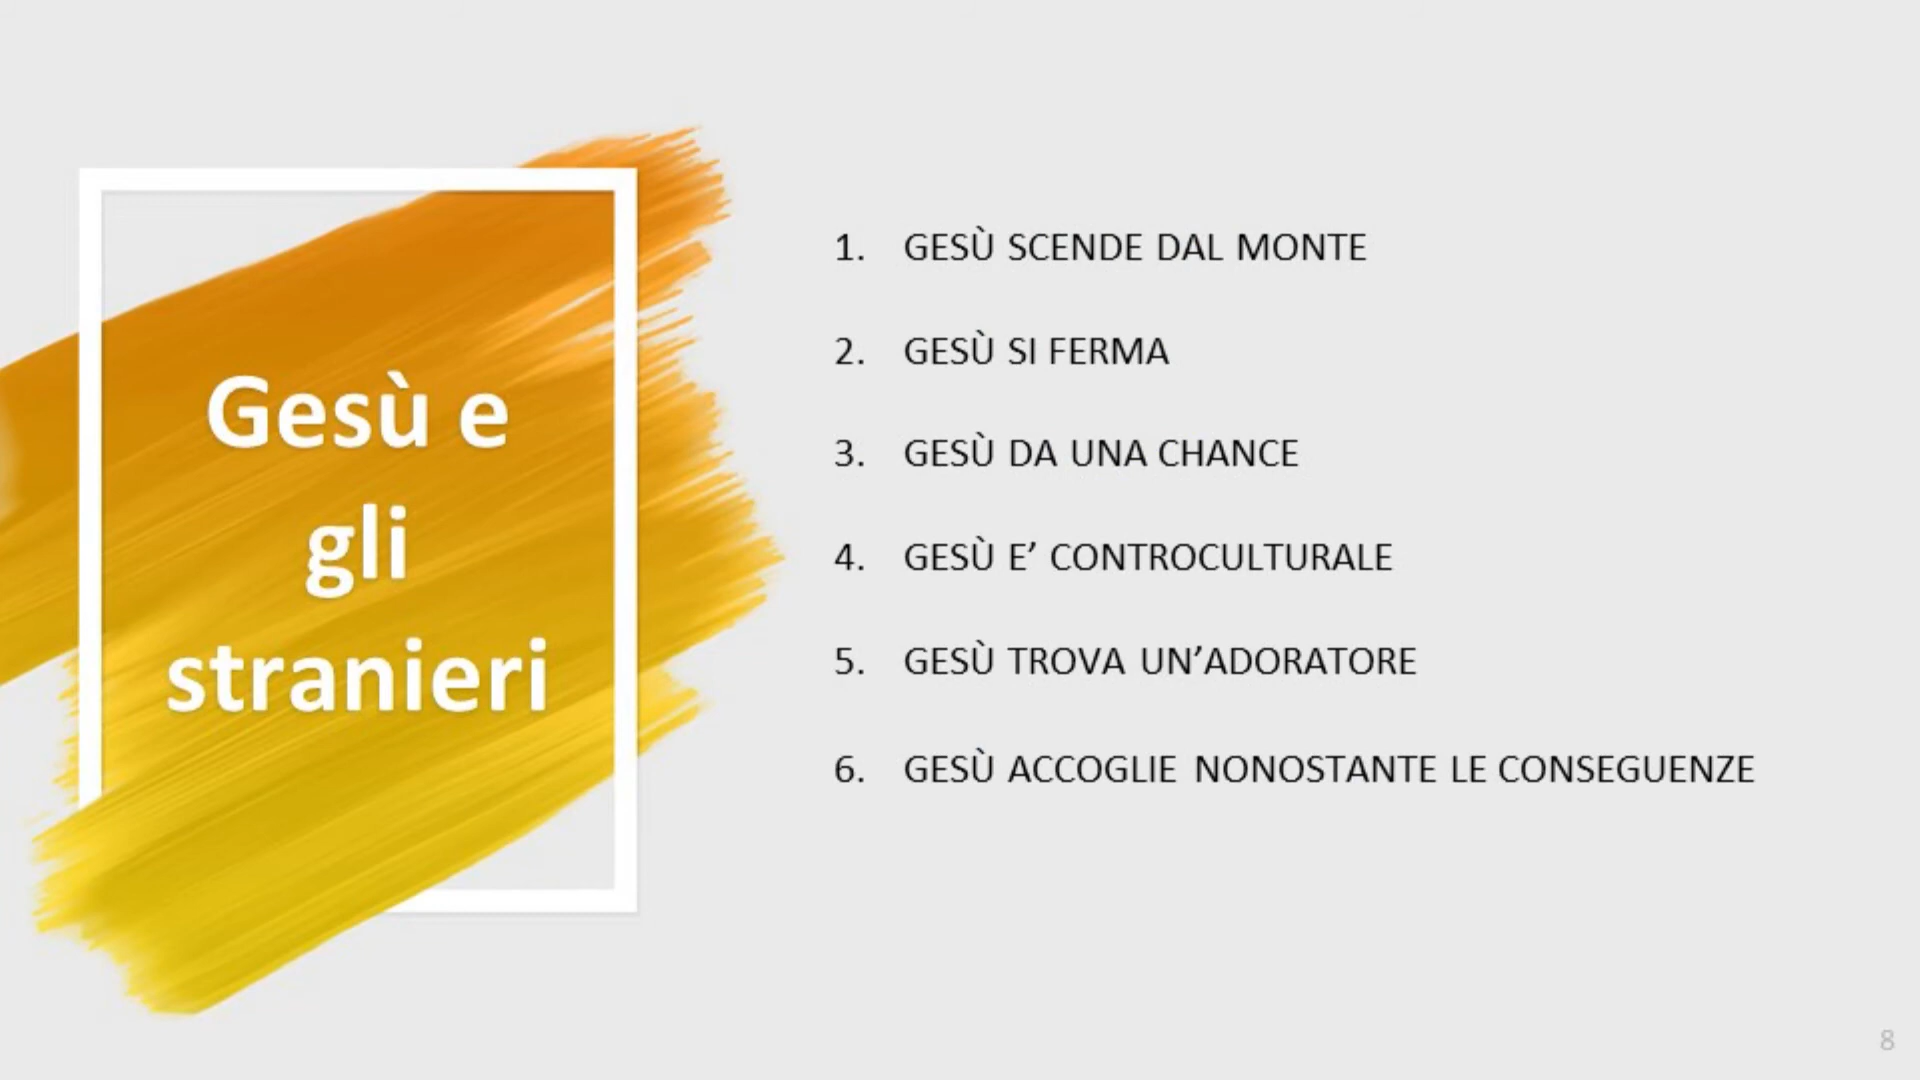 Gesù e
gli
stranieri
1. GESÙ SCENDE DAL MONTE
2. GESÙ SI FERMA
3. GESÙ DA UNA CHANCE
4. GESÙ E’ CONTROCULTURALE
5. GESÙ TROVA UN’ADORATORE
6. GESÙ ACCOGLIE NONOSTANTE LE CONSEGUENZE
8